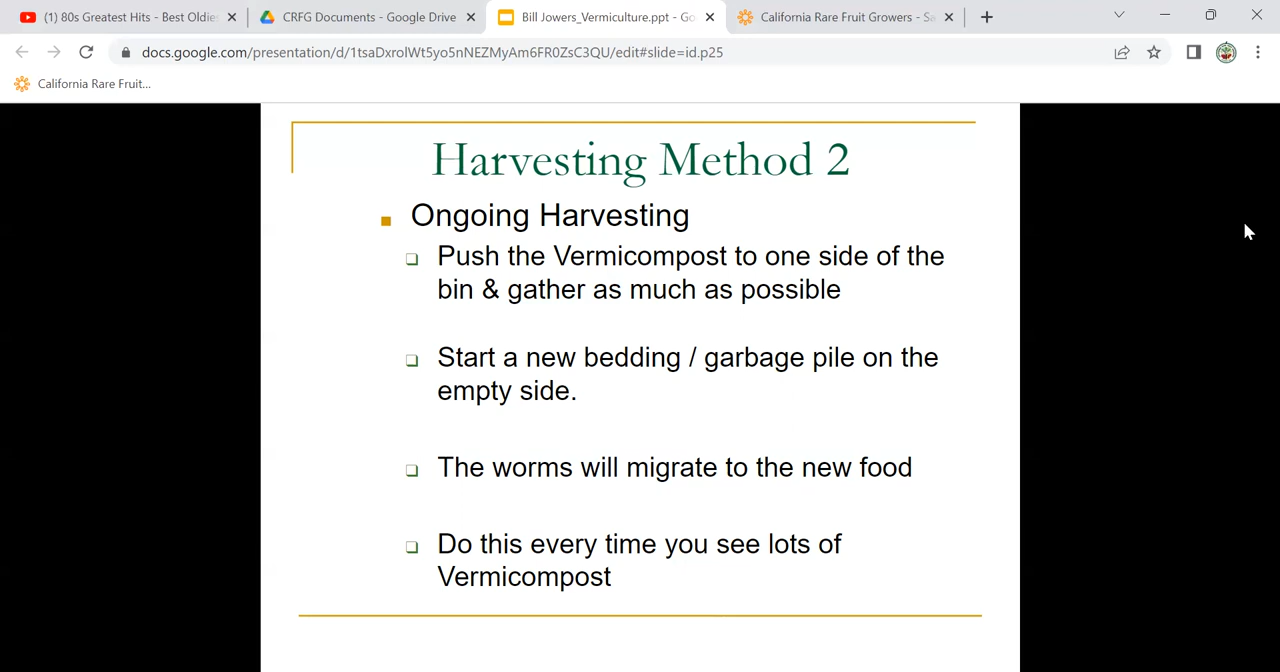 (1) 80s Greatest Hits - Best Oldie
CRFG Documents - Google Drive
Bill Jowers_Vermiculture.ppt - Go
California Rare Fruit Growers - Sa
docs.google.com/presentation/d/1tsaDxrolWt5yo5nNEZMyAm6FR0ZsC3QU/edit#slide=id.p25
California Rare Fruit...
Harvesting Method 2
Ongoing Harvesting
Push the Vermicompost to one side of the
bin & gather as much as possible
Start a new bedding / garbage pile on the
empty side.
The worms will migrate to the new food
Do this every time you see lots of
Vermicompost